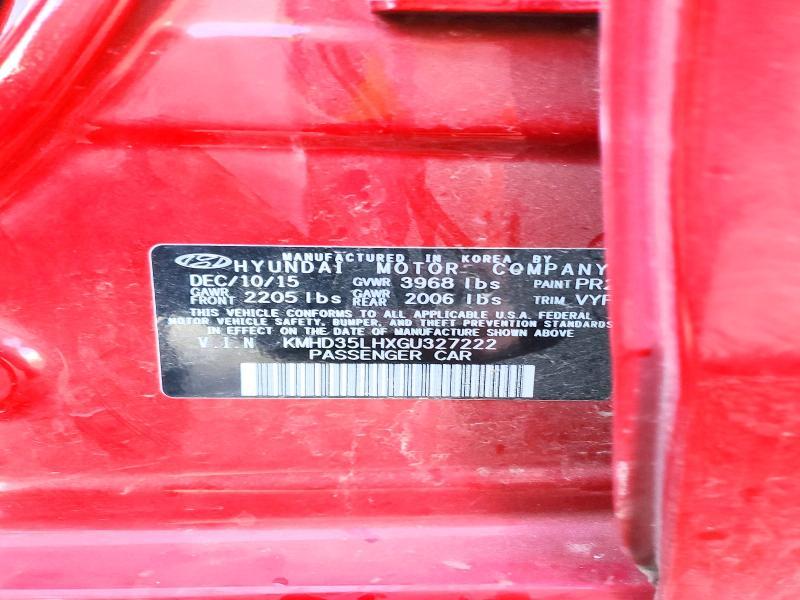 MANUFACTURED IN KOREA BY
HYUNDAI MOTOR COMPANY
DEC/10/15 GVWR 3968 lbs PAINT PR2
GAWR FRONT 2205 lbs GAWR REAR 2006 lbs TRIM VYF
THIS VEHICLE CONFORMS TO ALL APPLICABLE U.S.A. FEDERAL
MOTOR VEHICLE SAFETY, BUMPER, AND THEFT PREVENTION STANDARDS
IN EFFECT ON THE DATE OF MANUFACTURE SHOWN ABOVE
V.I.N KMHD35LHXGU327222
PASSENGER CAR